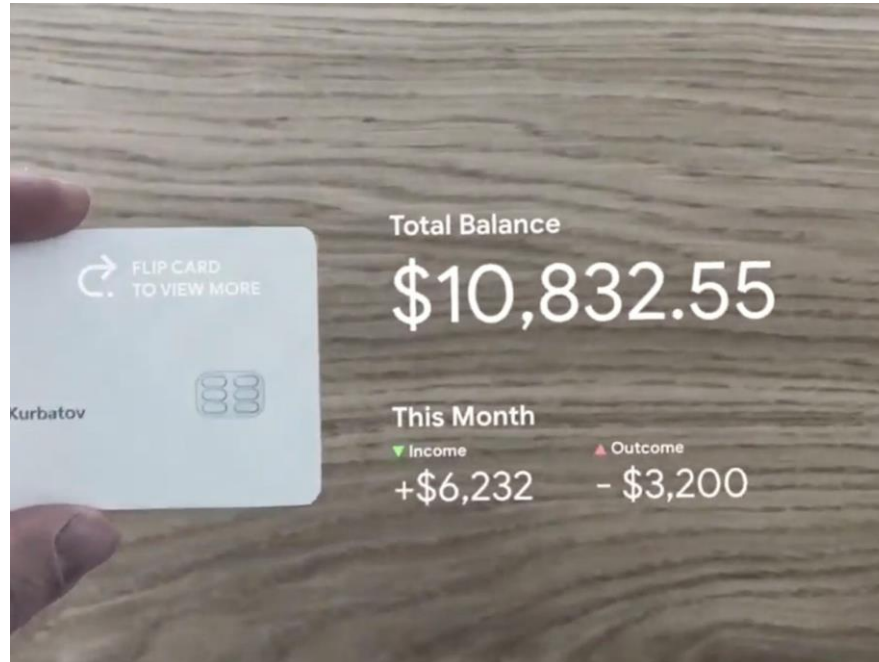 FLIP CARD
TO VIEW MORE
Kurbatov
Total Balance
$10,832.55
This Month
▼ Income ▲ Outcome
+$6,232 - $3,200